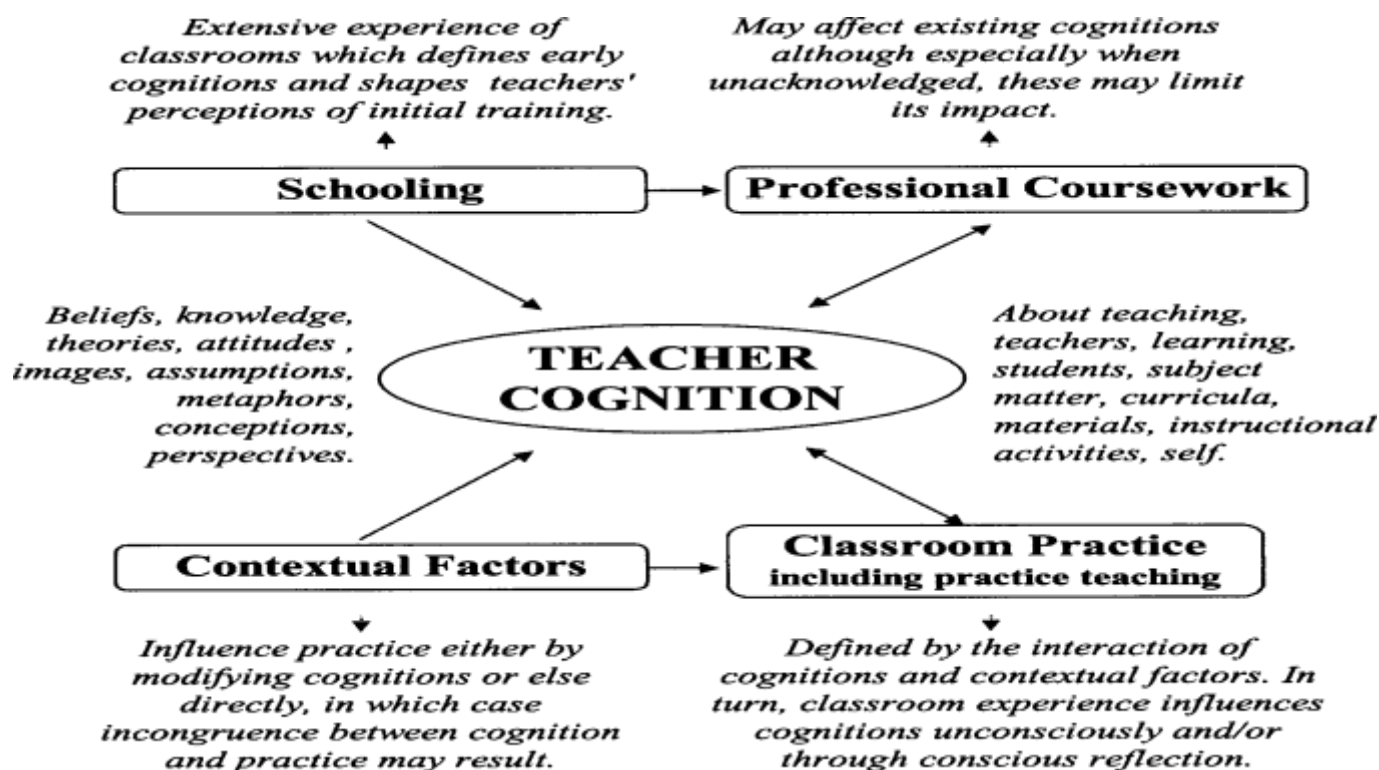 Extensive experience of
classrooms which defines early
cognitions and shapes teachers'
perceptions of initial training.
May affect existing cognitions
although especially when
unacknowledged, these may limit
its impact.
Schooling
Professional Coursework
Beliefs, knowledge,
theories, attitudes ,
images, assumptions,
metaphors,
conceptions,
perspectives.
TEACHER
COGNITION
About teaching,
teachers, learning,
students, subject
matter, curricula,
materials, instructional
activities, self.
Contextual Factors
Classroom Practice
including practice teaching
Influence practice either by
modifying cognitions or else
directly, in which case
incongruence between cognition
and practice may result.
Defined by the interaction of
cognitions and contextual factors. In
turn, classroom experience influences
cognitions unconsciously and/or
through conscious reflection.